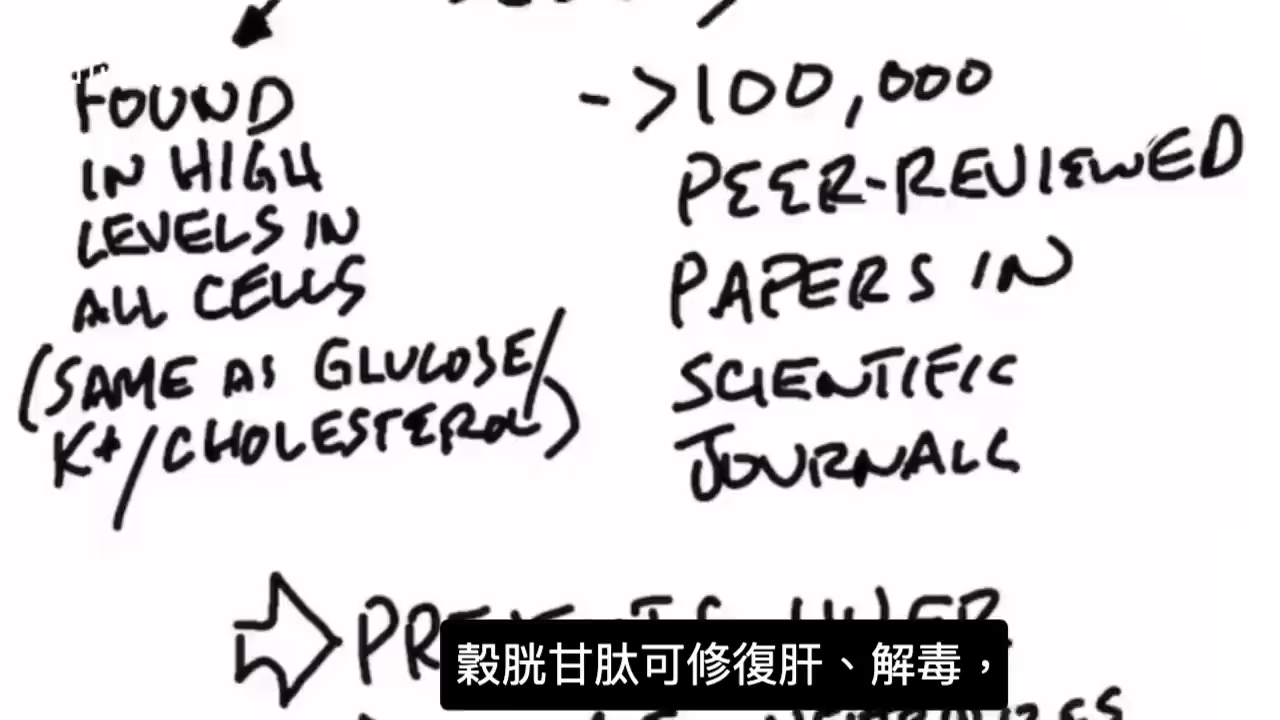 FOUND
IN HIGH
LEVELS IN
ALL CELLS
(SAME AS GLUCOSE/
K+/CHOLESTEROL)
->100,000
PEER-REVIEWED
PAPERS IN
SCIENTIFIC
JOURNALS
穀胱甘肽可修復肝、解毒，